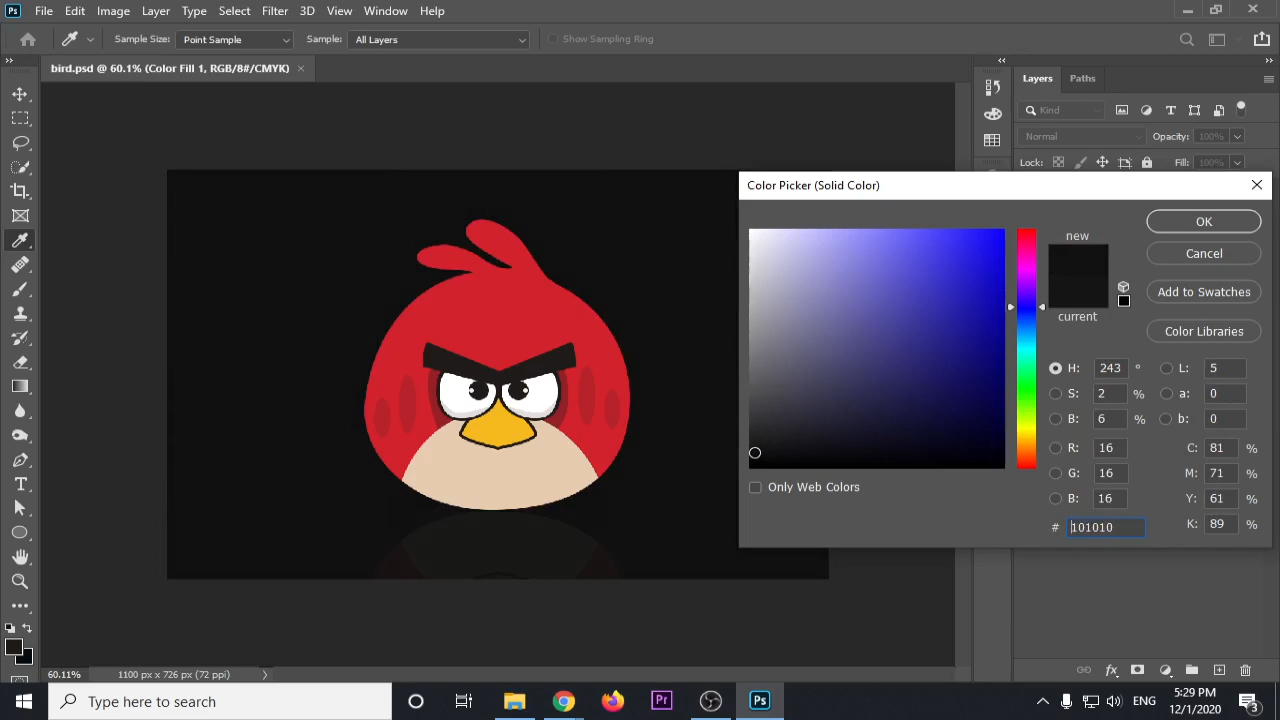 Ps File Edit Image Layer Type Select Filter 3D View Window Help
Sample Size: Point Sample Sample: All Layers Show Sampling Ring
bird.psd @ 60.1% (Color Fill 1, RGB/8#/CMYK) ×
Layers Paths
Kind
Normal Opacity: 100%
Lock: Fill: 100%
Color Picker (Solid Color)
new
current
OK
Cancel
Add to Swatches
Color Libraries
H: 243 ° L: 5
S: 2 % a: 0
B: 6 % b: 0
R: 16 C: 81 %
G: 16 M: 71 %
B: 16 Y: 61 %
# 101010 K: 89 %
Only Web Colors
60.11% 1100 px x 726 px (72 ppi)
Type here to search
Pr Ps
ENG
5:29 PM
12/1/2020
3